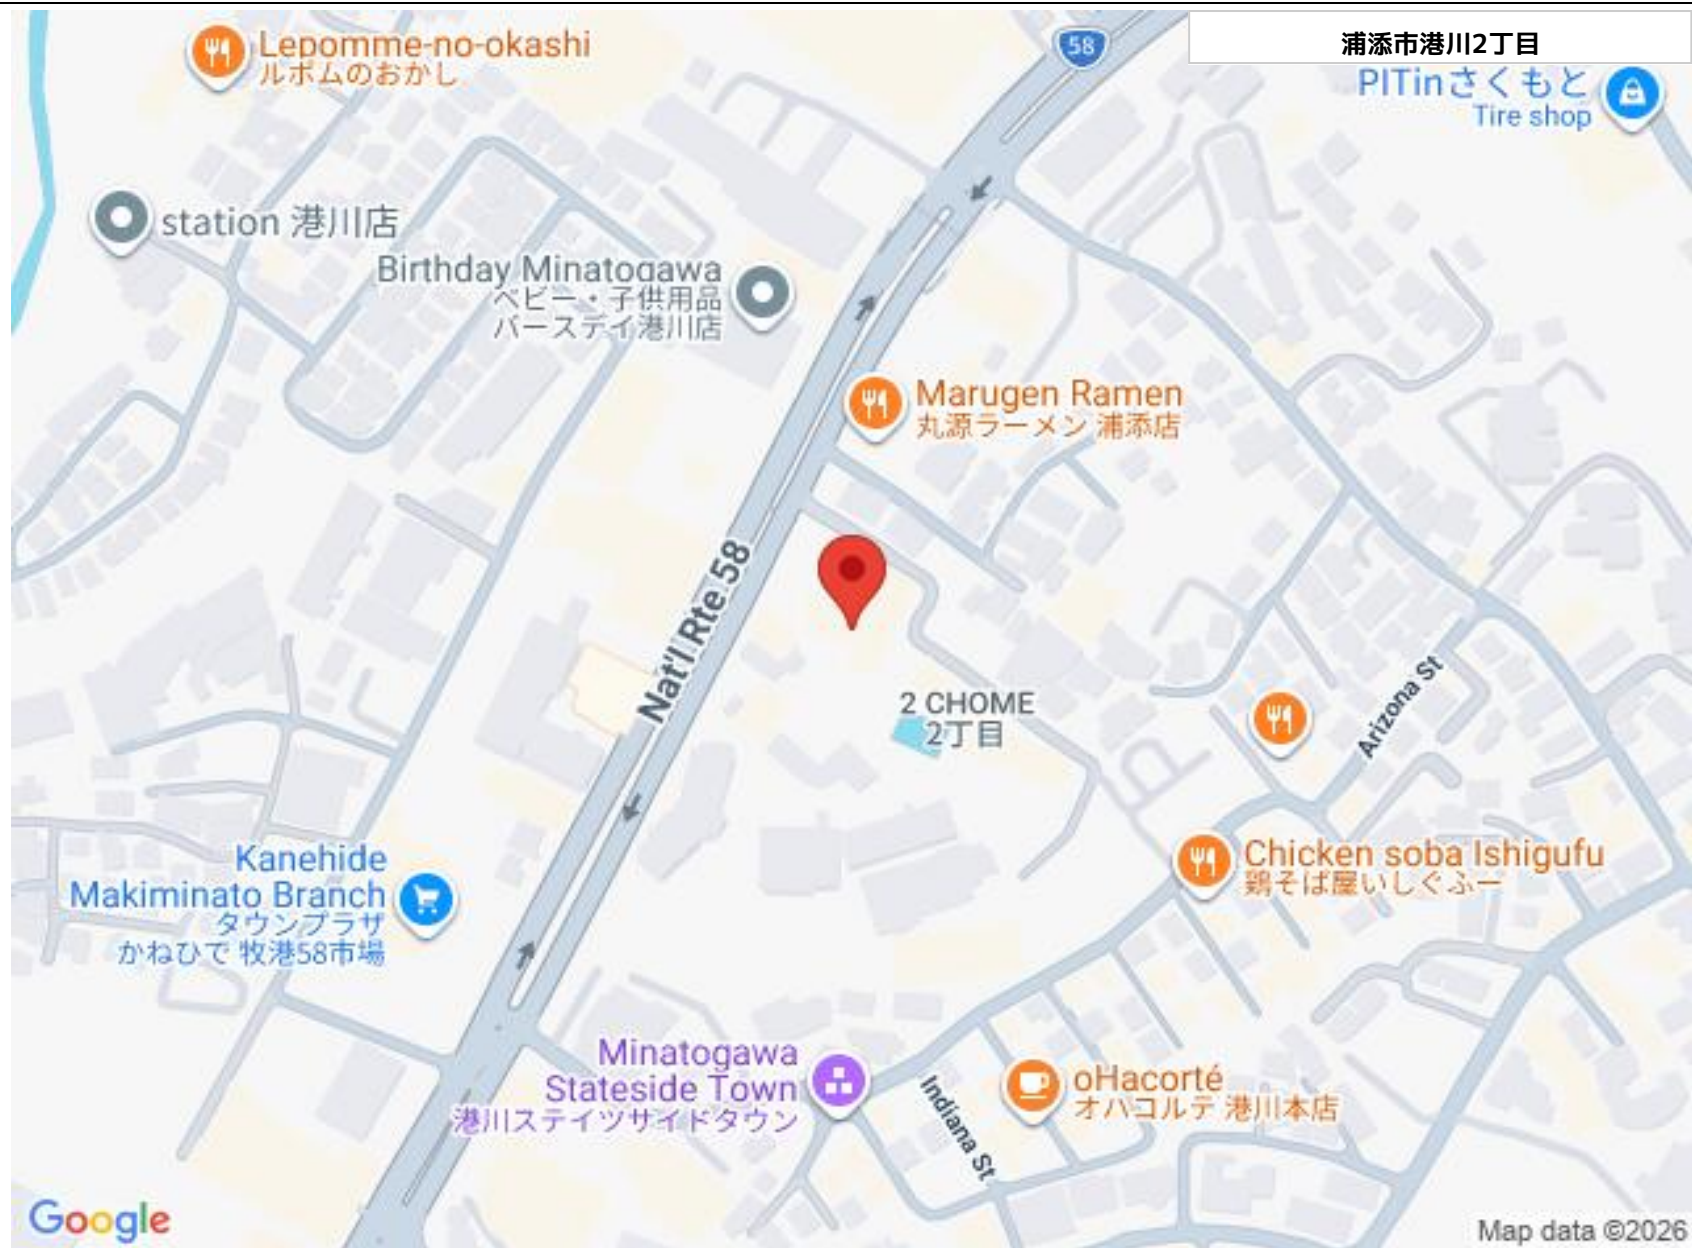 浦添市港川2丁目
Lepomme-no-okashi
ルポムのおかし
58
PITinさくもと
Tire shop
station 港川店
Birthday Minatogawa
ベビー・子供用品
バースデイ港川店
Marugen Ramen
丸源ラーメン 浦添店
Nat'l Rte 58
2 CHOME
2丁目
Arizona St
Kanehide
Makiminato Branch
タウンプラザ
かねひで 牧港58市場
Chicken soba Ishigufu
鶏そば屋いしぐふー
Minatogawa
Stateside Town
港川ステイツサイドタウン
oHacorté
オハコルテ 港川本店
Indiana St
Google
Map data ©2026